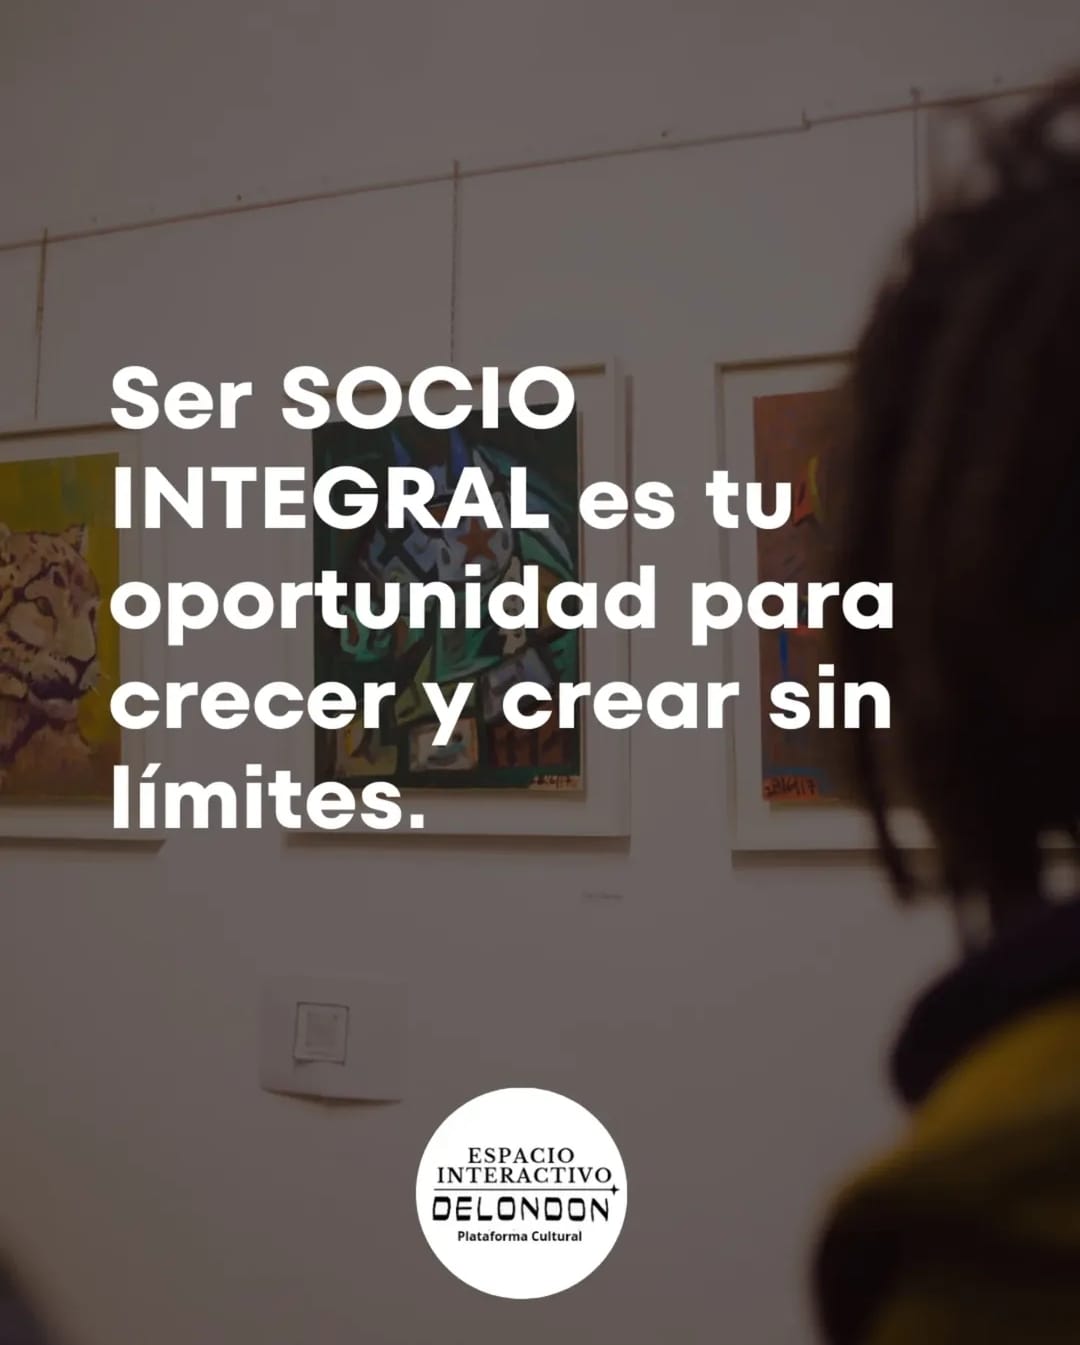 Ser SOCIO
INTEGRAL es tu
oportunidad para
crecer y crear sin
límites.
ESPACIO
INTERACTIVO
DELONDON
Plataforma Cultural